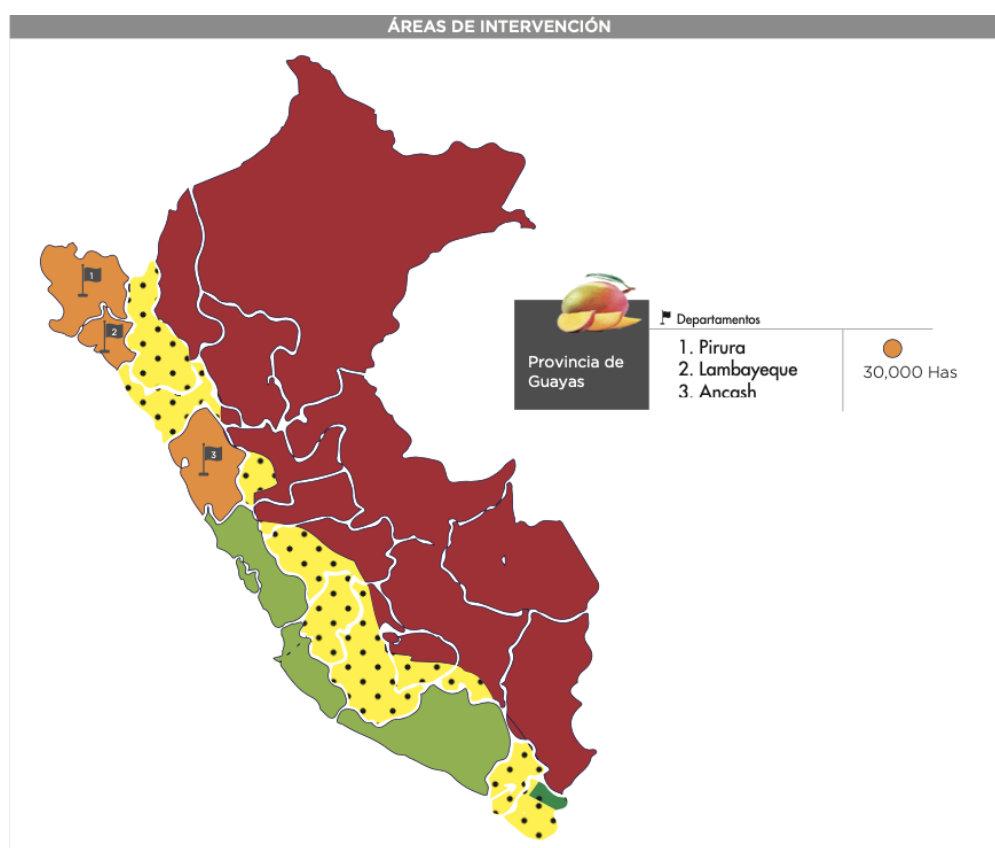 ÁREAS DE INTERVENCIÓN
1
2
3
Provincia de
Guayas
Departamentos
1. Pirura
2. Lambayeque
3. Ancash
30,000 Has